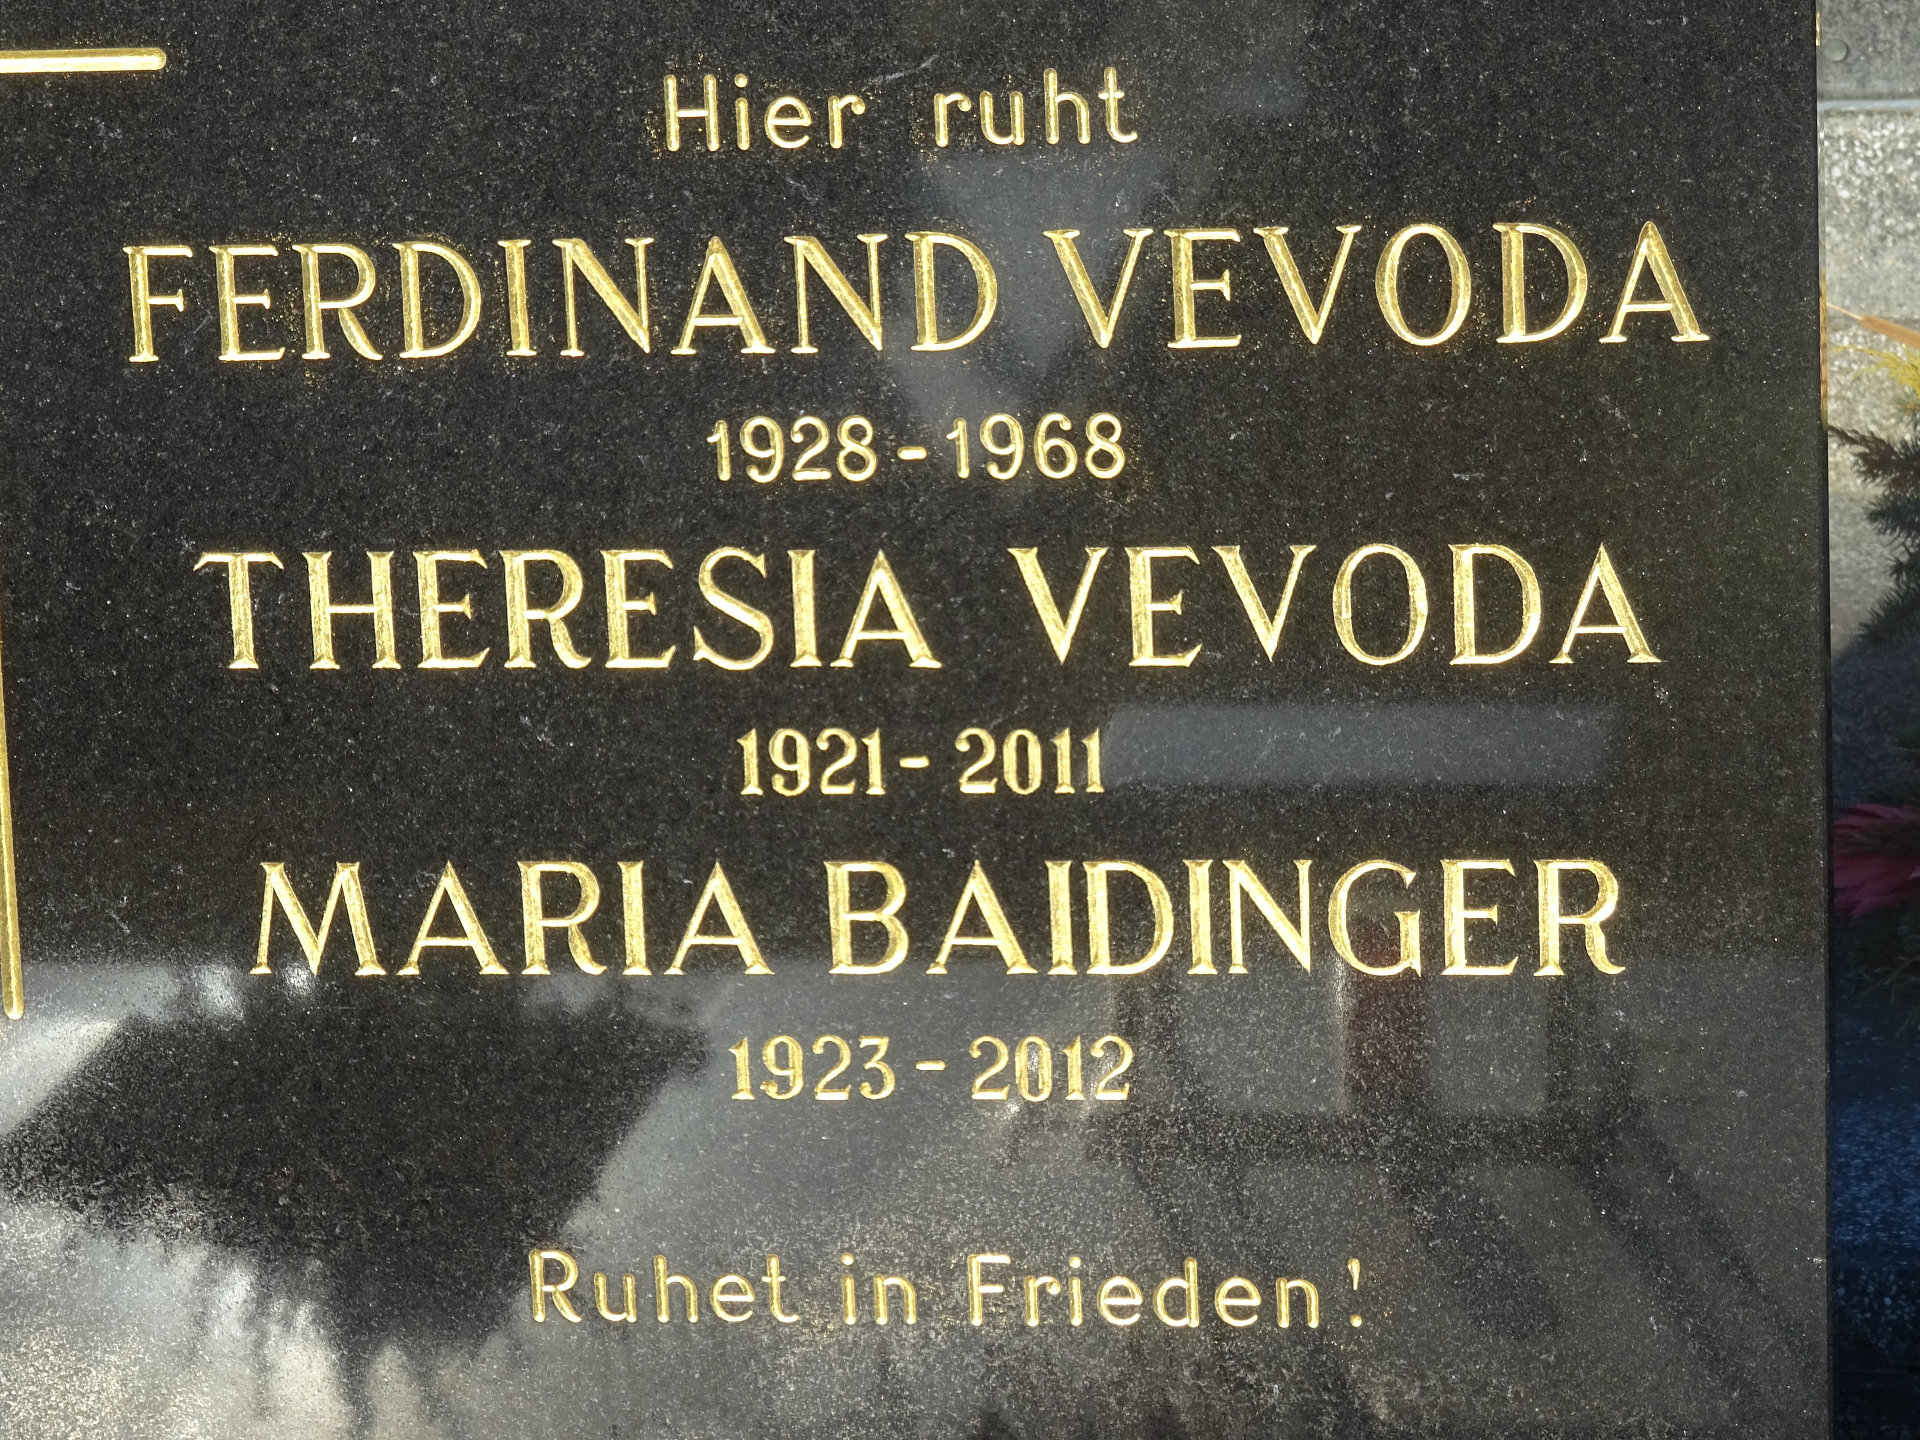 Hier ruht
FERDINAND VEVODA
1928 - 1968
THERESIA VEVODA
1921 - 2011
MARIA BAIDINGER
1923 - 2012
Ruhet in Frieden!